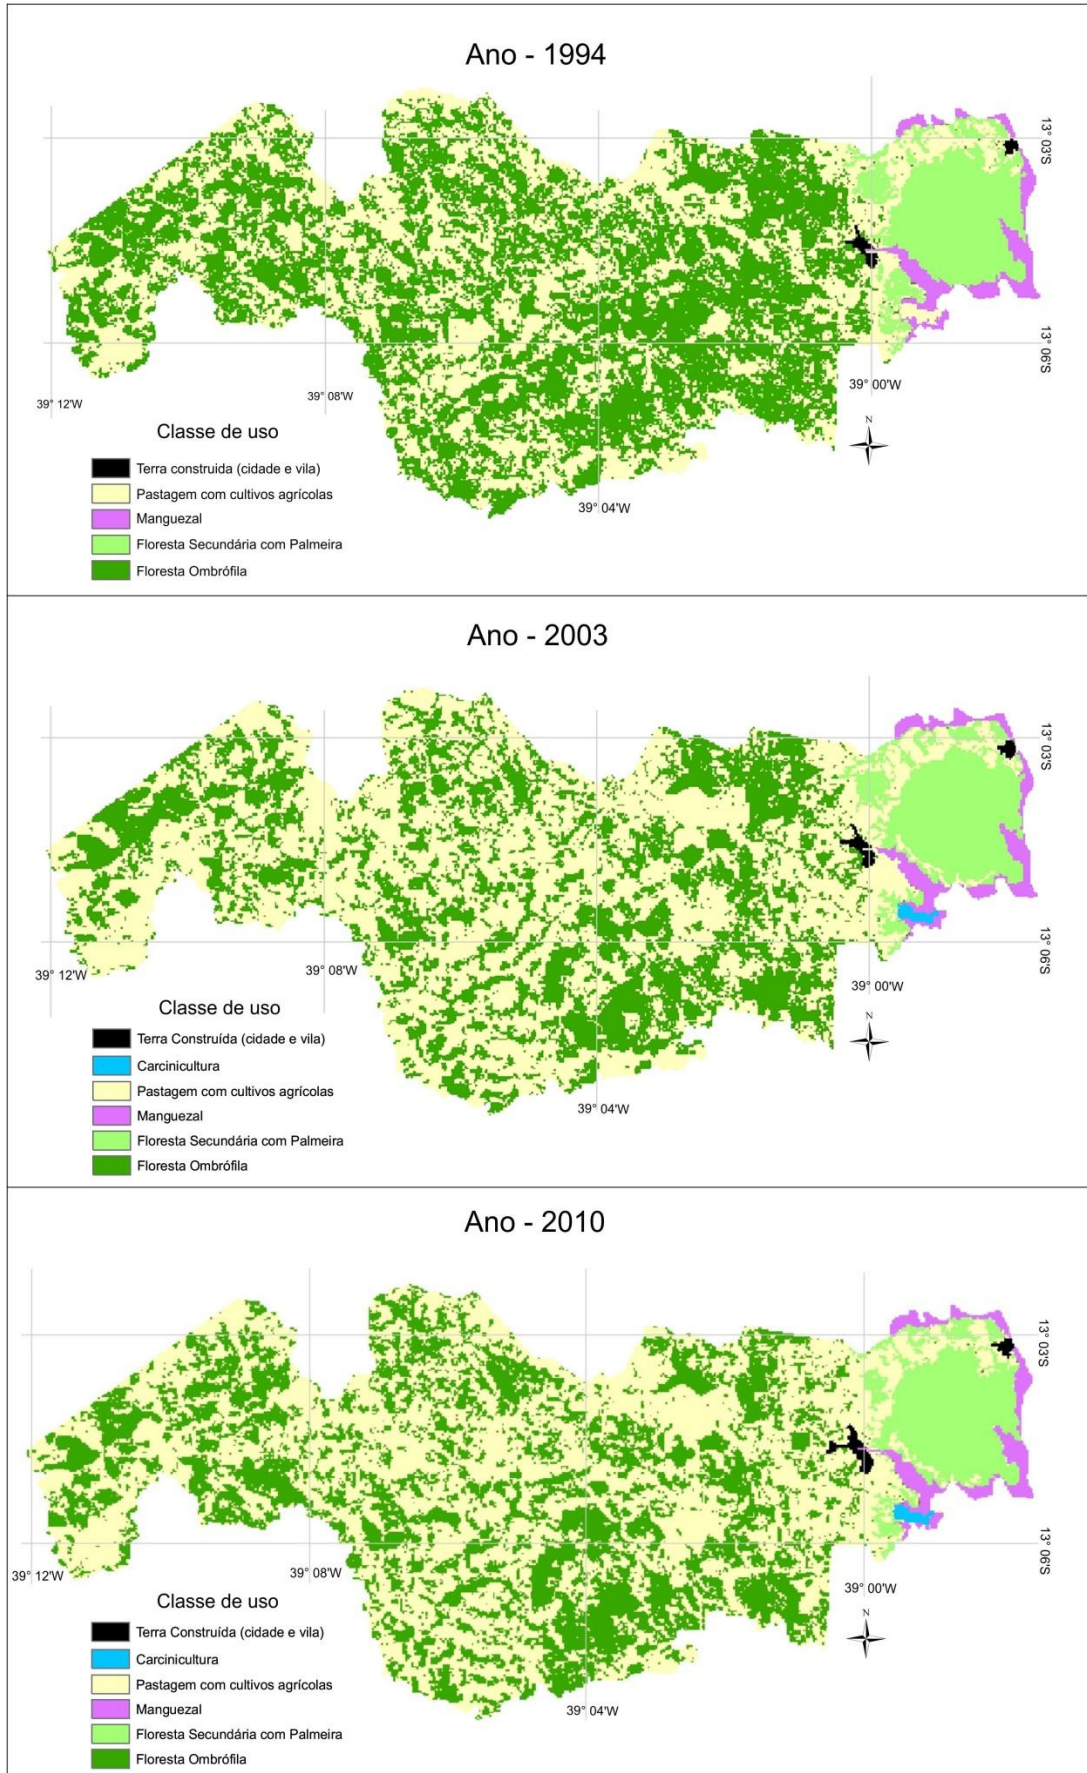 Ano - 1994
13° 03'S
13° 06'S
39° 12'W
39° 08'W
39° 00'W
39° 04'W
N
Classe de uso
Terra construida (cidade e vila)
Pastagem com cultivos agrícolas
Manguezal
Floresta Secundária com Palmeira
Floresta Ombrófila
Ano - 2003
13° 03'S
13° 06'S
39° 12'W
39° 08'W
39° 00'W
39° 04'W
N
Classe de uso
Terra Construída (cidade e vila)
Carcinicultura
Pastagem com cultivos agrícolas
Manguezal
Floresta Secundária com Palmeira
Floresta Ombrófila
Ano - 2010
13° 03'S
13° 06'S
39° 12'W
39° 08'W
39° 00'W
39° 04'W
N
Classe de uso
Terra Construída (cidade e vila)
Carcinicultura
Pastagem com cultivos agrícolas
Manguezal
Floresta Secundária com Palmeira
Floresta Ombrófila